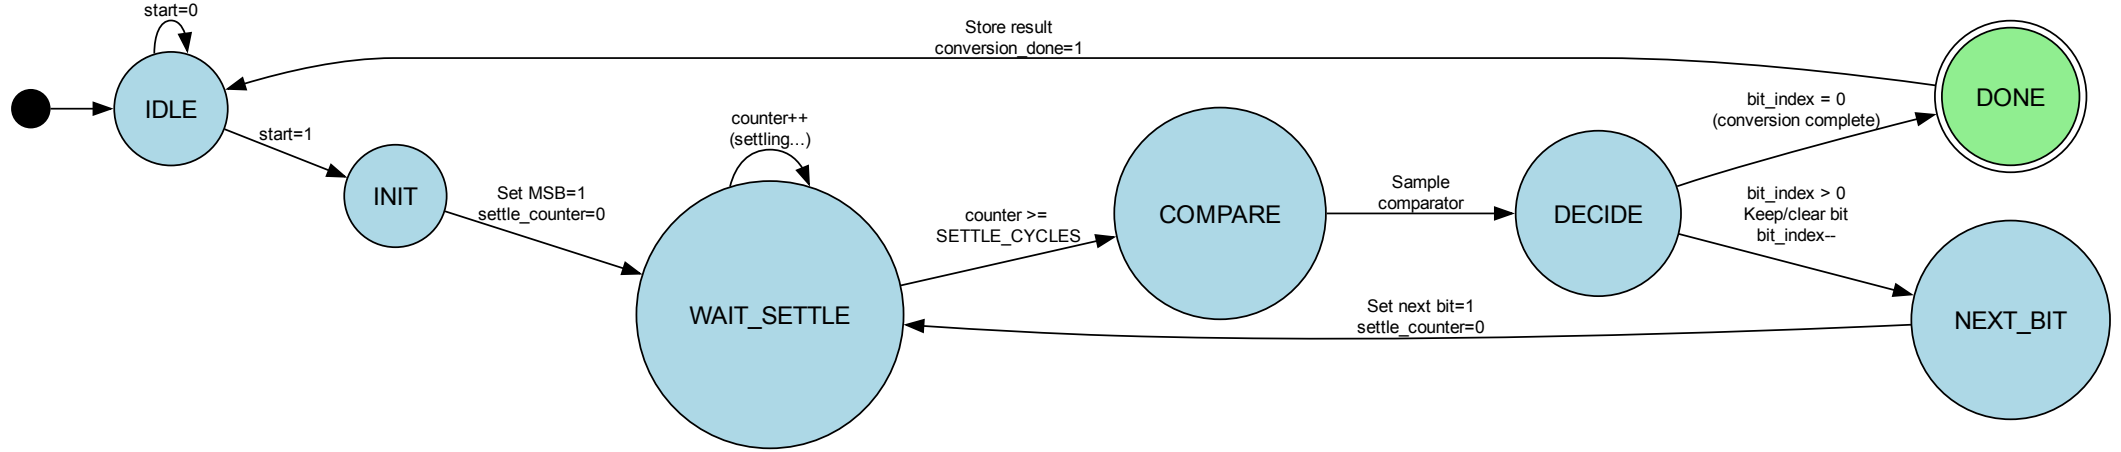 start=0
IDLE
start=1
INIT
Set MSB=1
settle_counter=0
counter++
(settling...)
WAIT_SETTLE
counter >=
SETTLE_CYCLES
COMPARE
Sample
comparator
DECIDE
bit_index = 0
(conversion complete)
DONE
Store result
conversion_done=1
bit_index > 0
Keep/clear bit
bit_index--
NEXT_BIT
Set next bit=1
settle_counter=0